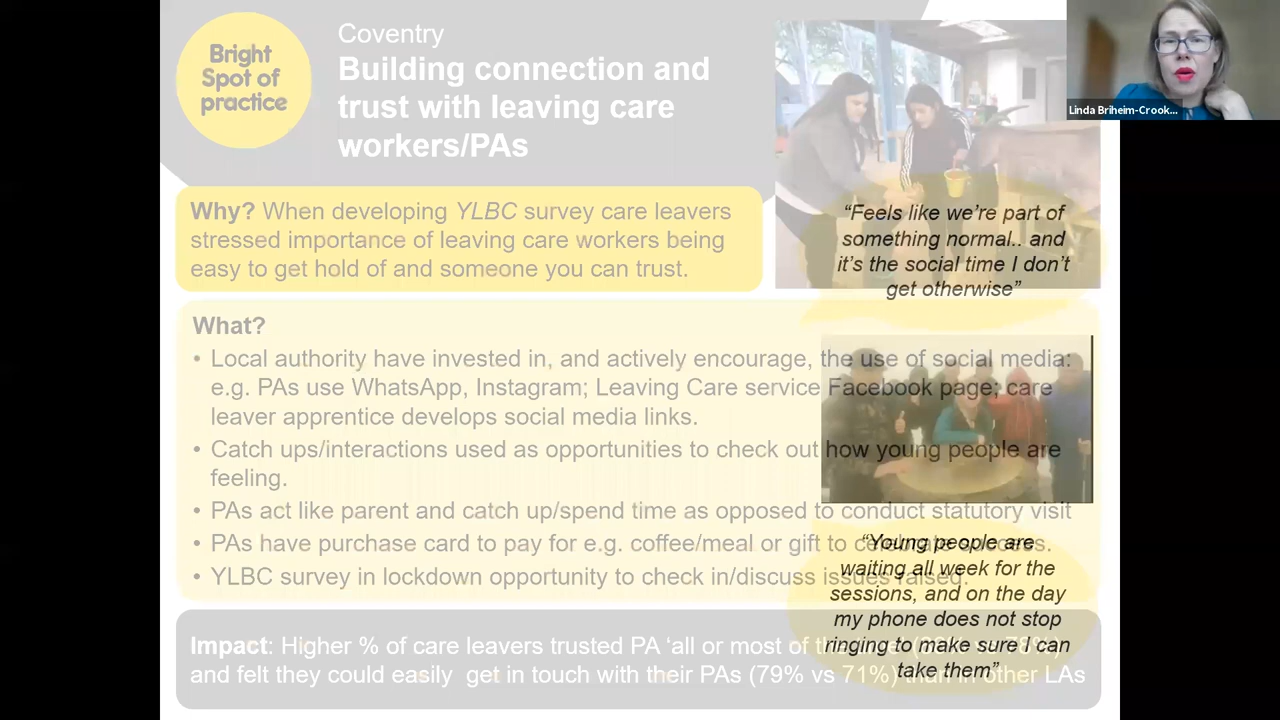 Bright
Spot of
practice
Coventry
Building connection and
trust with leaving care
workers/PAs
Linda Briheim-Crook...
Why? When developing YLBC survey care leavers
stressed importance of leaving care workers being
easy to get hold of and someone you can trust.
“Feels like we’re part of
something normal.. and
it’s the social time I don’t
get otherwise”
What?
• Local authority have invested in, and actively encourage, the use of social media:
e.g. PAs use WhatsApp, Instagram; Leaving Care service Facebook page; care
leaver apprentice develops social media links.
• Catch ups/interactions used as opportunities to check out how young people are
feeling.
• PAs act like parent and catch up/spend time as opposed to conduct statutory visit
• PAs have purchase card to pay for e.g. coffee/meal or gift to celebrate success.
• YLBC survey in lockdown opportunity to check in/discuss issues raised.
“Young people are
waiting all week for the
sessions, and on the day
my phone does not stop
ringing to make sure I can
take them”
Impact: Higher % of care leavers trusted PA ‘all or most of the
and felt they could easily get in touch with their PAs (79% vs 71%) than in other LAs